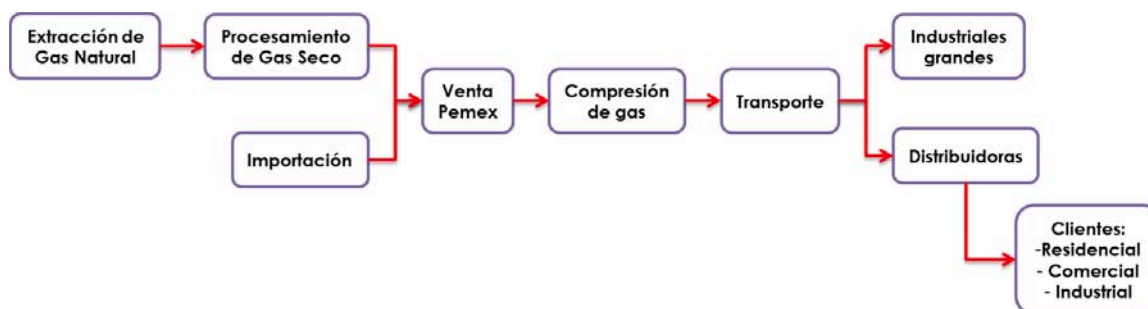 Extracción de
Gas Natural
Procesamiento
de Gas Seco
Importación
Venta
Pemex
Compresión
de gas
Transporte
Industriales
grandes
Distribuidoras
Clientes:
-Residencial
- Comercial
- Industrial